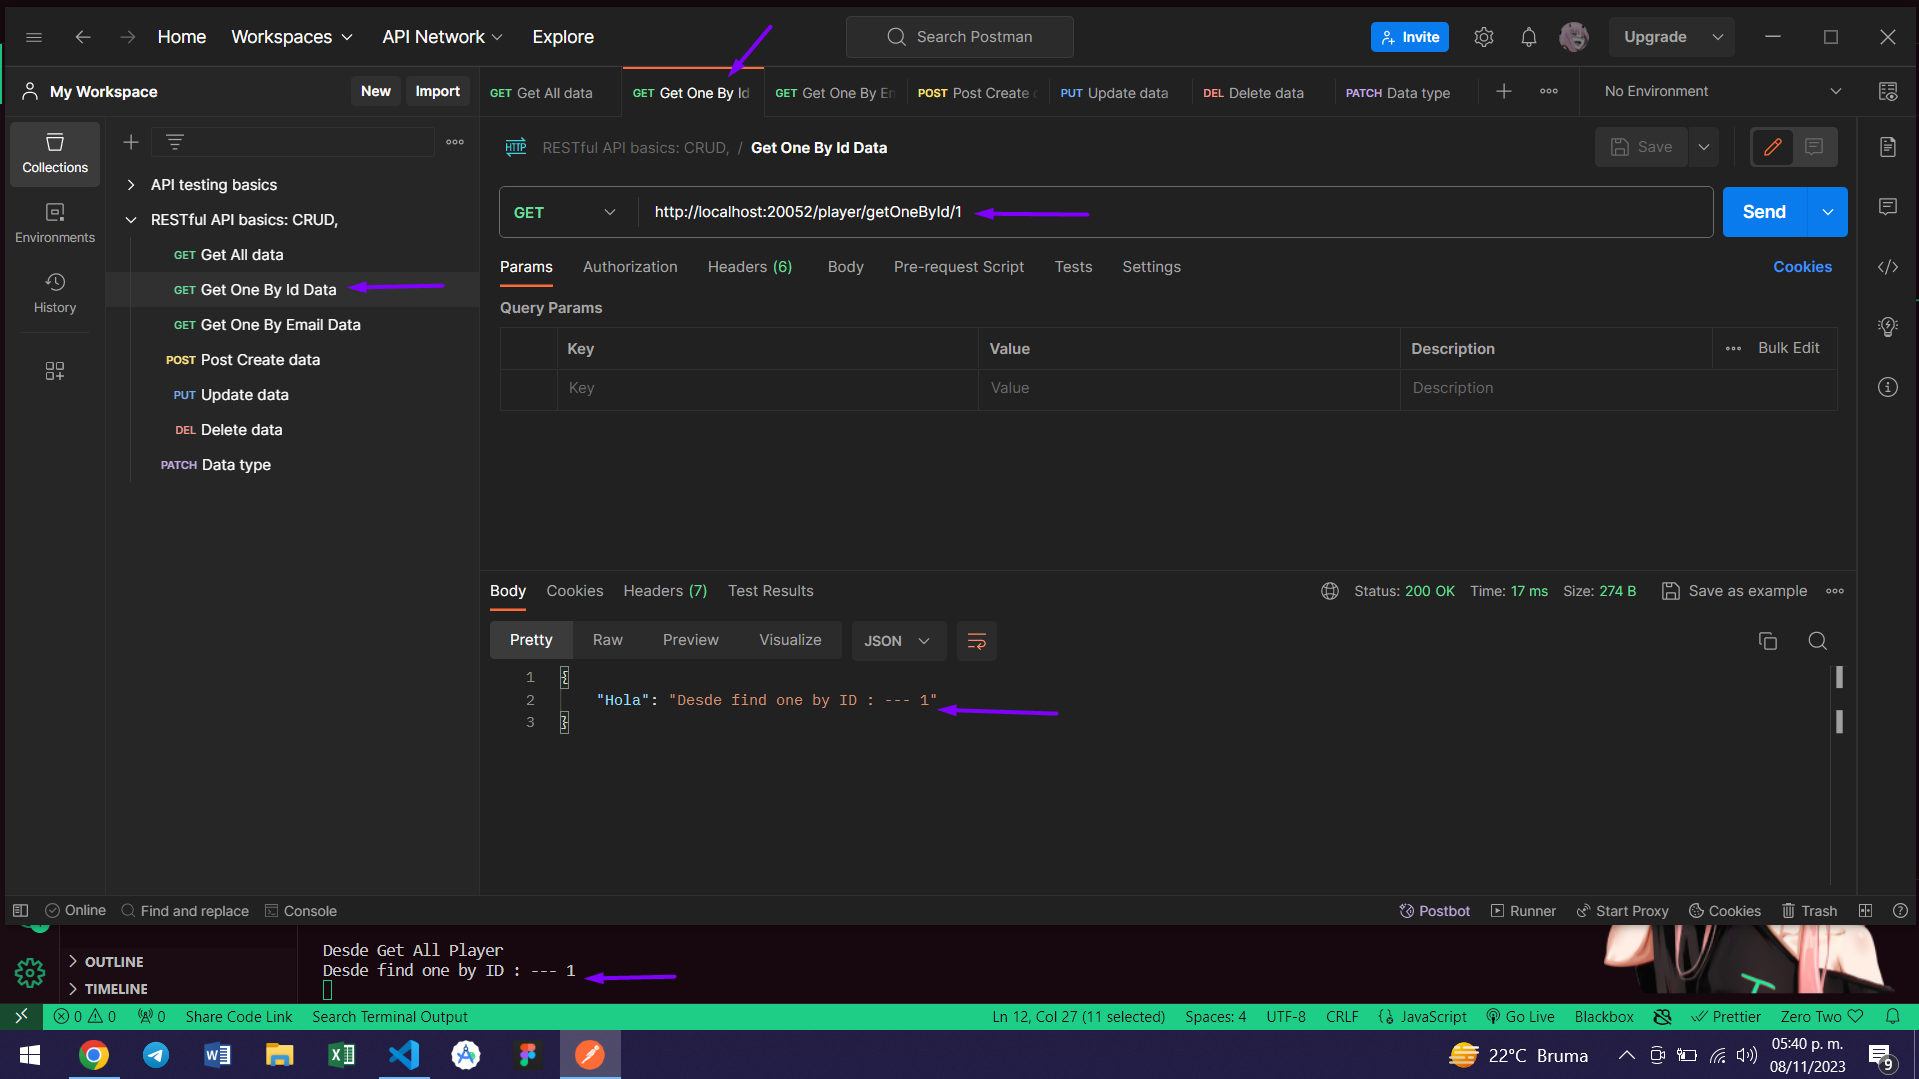 Home Workspaces API Network Explore Search Postman Invite Upgrade
My Workspace New Import
GET Get All data GET Get One By Id GET Get One By En POST Post Create PUT Update data DEL Delete data PATCH Data type No Environment
HTTP RESTful API basics: CRUD, / Get One By Id Data Save
Collections
Environments
History
API testing basics
RESTful API basics: CRUD,
GET Get All data
GET Get One By Id Data
GET Get One By Email Data
POST Post Create data
PUT Update data
DEL Delete data
PATCH Data type
GET http://localhost:20052/player/getOneById/1 Send
Params Authorization Headers (6) Body Pre-request Script Tests Settings Cookies
Query Params
Key Value Description Bulk Edit
Key Value Description
Body Cookies Headers (7) Test Results Status: 200 OK Time: 17 ms Size: 274 B Save as example
Pretty Raw Preview Visualize JSON
1 {
2 "Hola": "Desde find one by ID : --- 1"
3 }
Online Find and replace Console Postbot Runner Start Proxy Cookies Trash
OUTLINE
TIMELINE
Desde Get All Player
Desde find one by ID : --- 1
0 0 0 Share Code Link Search Terminal Output Ln 12, Col 27 (11 selected) Spaces: 4 UTF-8 CRLF JavaScript Go Live Blackbox Prettier Zero Two
22°C Bruma 05:40 p. m.
08/11/2023 9